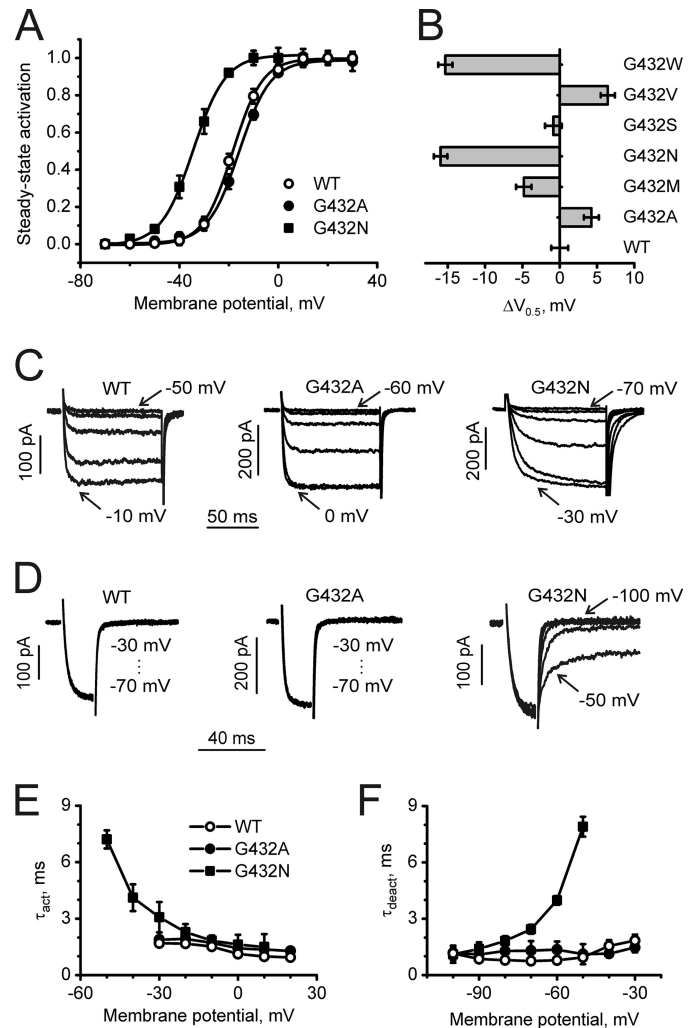 A
Steady-state activation
1.0
0.8
0.6
0.4
0.2
0.0
WT
G432A
G432N
-80
-40
0
40
Membrane potential, mV
B
G432W
G432V
G432S
G432N
G432M
G432A
WT
-15
-10
-5
0
5
10
ΔV0.5, mV
C
WT
-50 mV
100 pA
-10 mV
50 ms
G432A
-60 mV
200 pA
0 mV
G432N
-70 mV
200 pA
-30 mV
D
WT
100 pA
-30 mV
⋮
-70 mV
40 ms
G432A
200 pA
-30 mV
⋮
-70 mV
G432N
-100 mV
100 pA
-50 mV
E
τact, ms
9
6
3
0
WT
G432A
G432N
-60
-30
0
30
Membrane potential, mV
F
τdeact, ms
9
6
3
0
-90
-60
-30
Membrane potential, mV